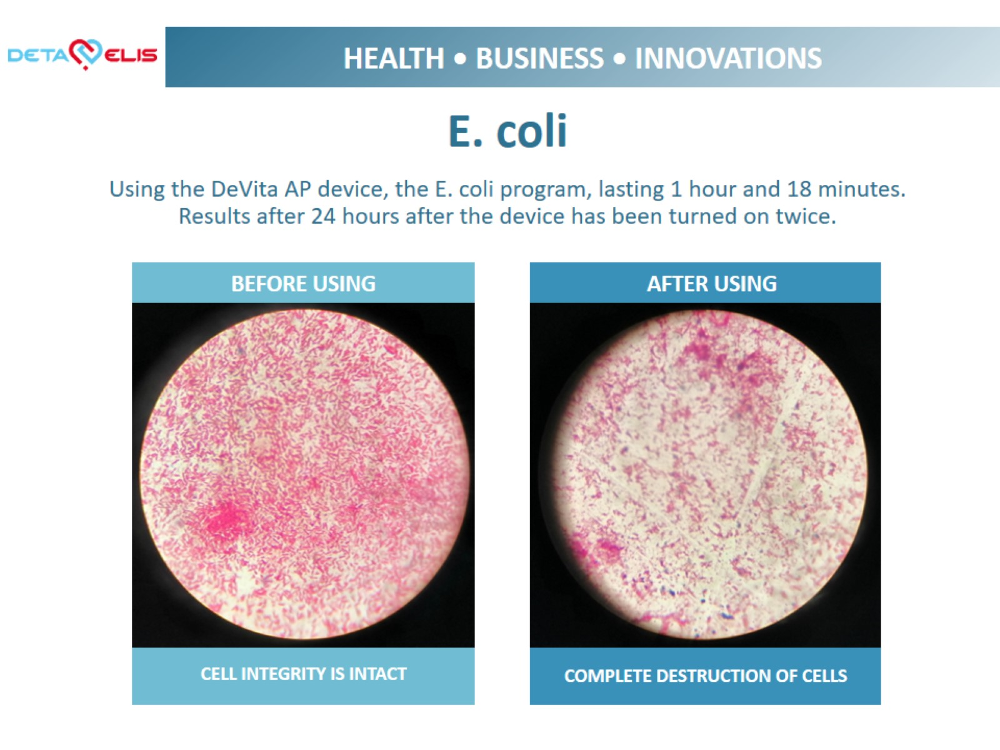 DETA ELIS
HEALTH • BUSINESS • INNOVATIONS
E. coli
Using the DeVita AP device, the E. coli program, lasting 1 hour and 18 minutes.
Results after 24 hours after the device has been turned on twice.
BEFORE USING
AFTER USING
CELL INTEGRITY IS INTACT
COMPLETE DESTRUCTION OF CELLS